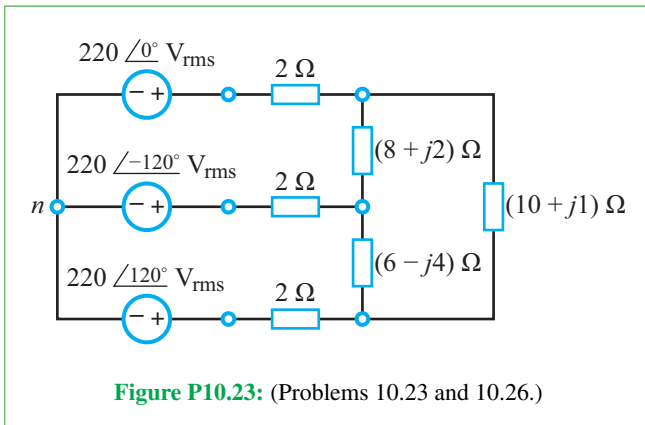 220 /0° Vrms
2 Ω
(8 + j2) Ω
220 /−120° Vrms
2 Ω
n
− +
(10 + j1) Ω
(6 − j4) Ω
220 /120° Vrms
2 Ω
− +
− +
Figure P10.23: (Problems 10.23 and 10.26.)